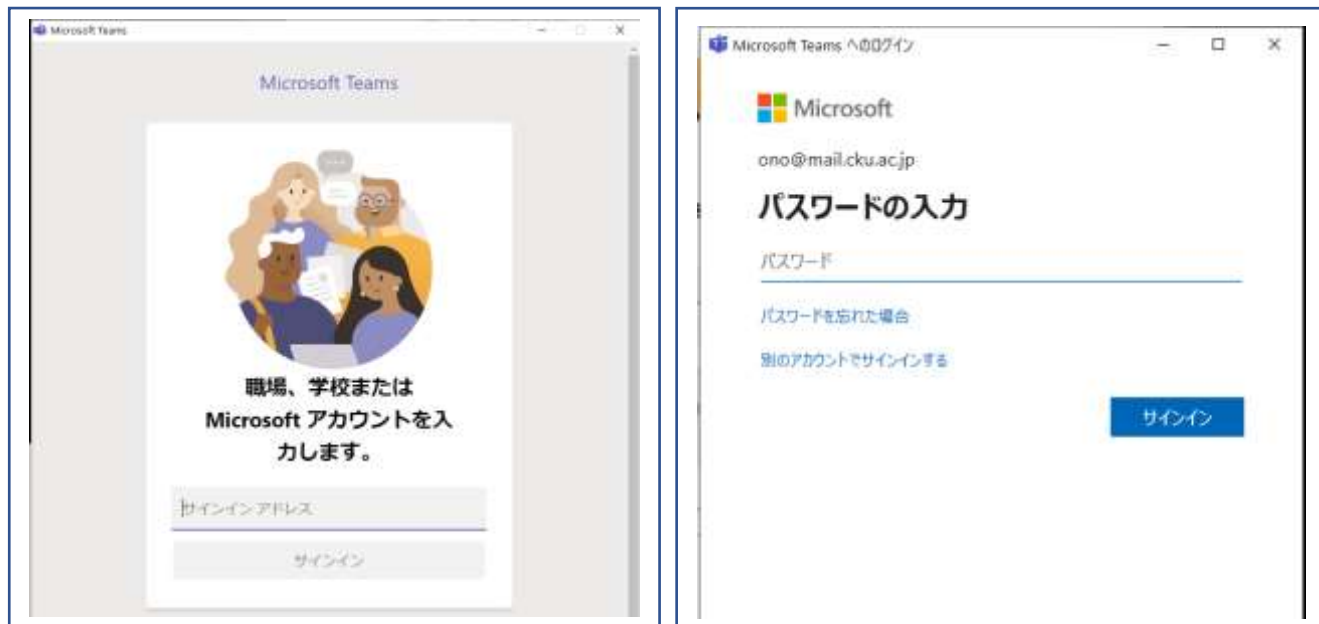 Microsoft Teams
Microsoft Teams
職場、学校または
Microsoft アカウントを入
力します。
サインイン アドレス
サインイン
Microsoft Teams へのログイン
Microsoft
ono@mail.cku.ac.jp
パスワードの入力
パスワード
パスワードを忘れた場合
別のアカウントでサインインする
サインイン